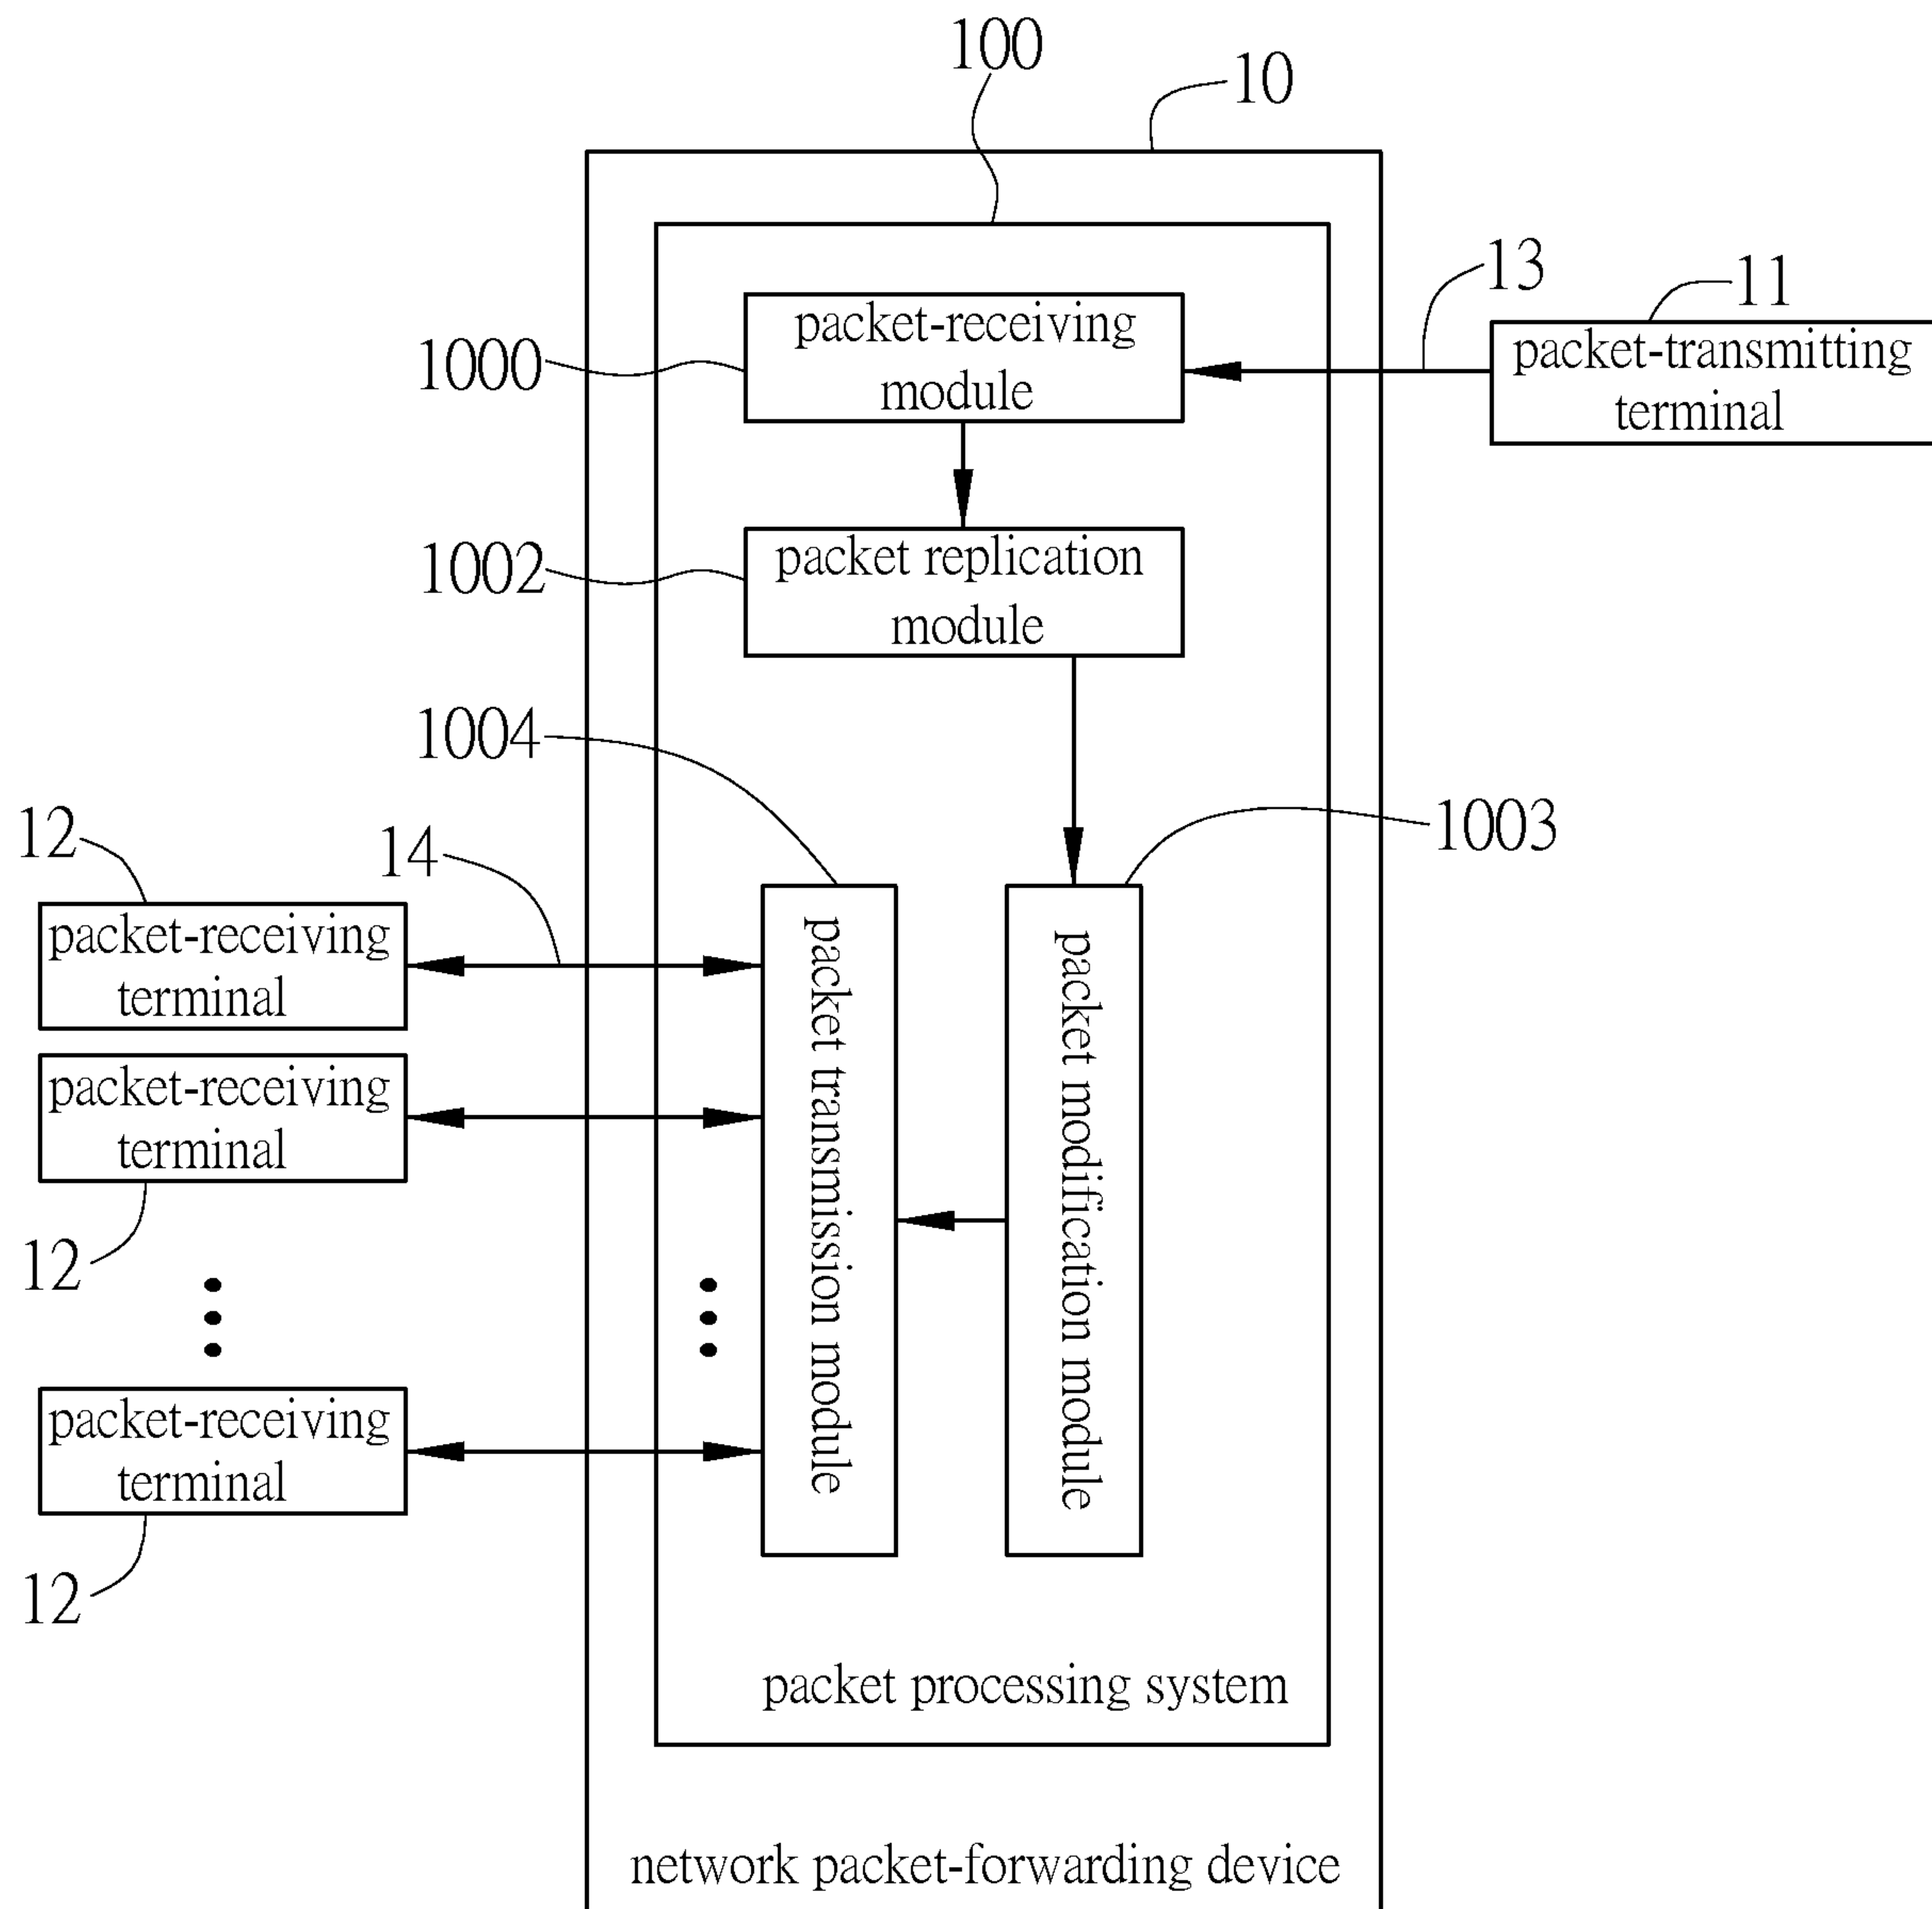 100
10
13
11
packet-receiving
module
1000
packet-transmitting
terminal
packet replication
module
1002
1004
1003
12
14
packet-receiving
terminal
packet transmission module
packet modification module
packet-receiving
terminal
12
packet-receiving
terminal
12
packet processing system
network packet-forwarding device